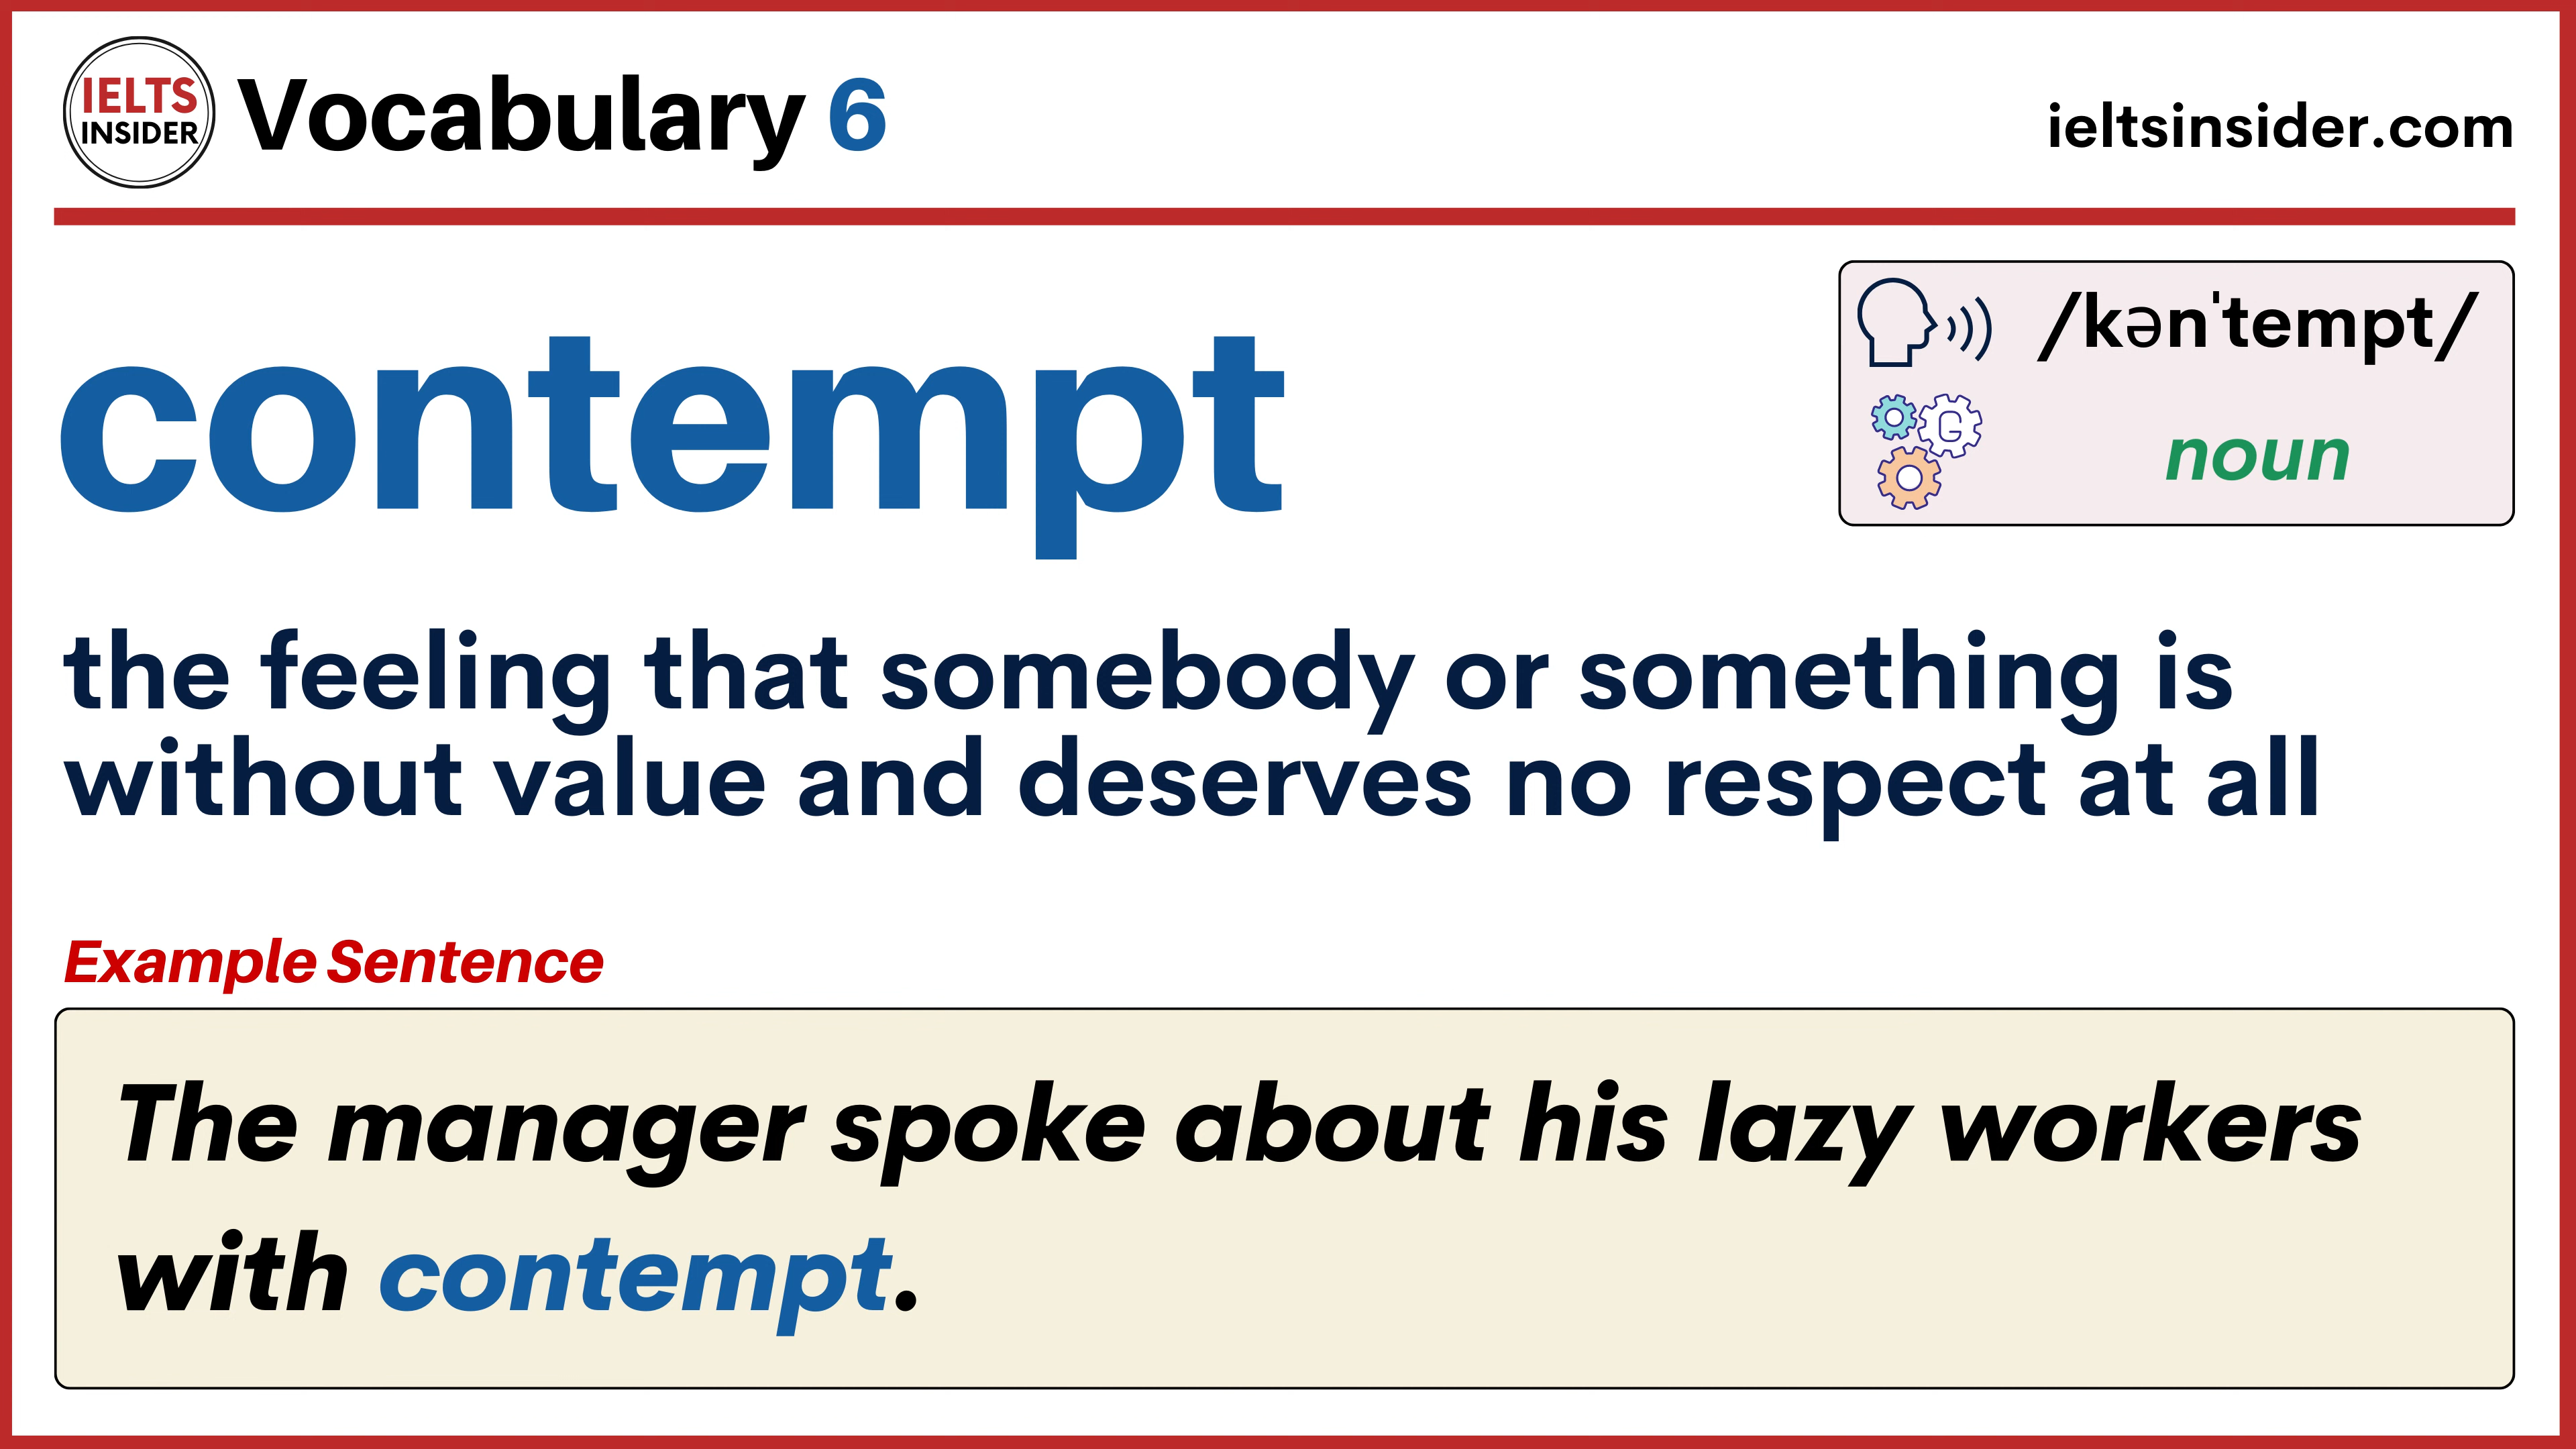 IELTS
INSIDER
Vocabulary 6
ieltsinsider.com
contempt
/kənˈtempt/
G
noun
the feeling that somebody or something is
without value and deserves no respect at all
Example Sentence
The manager spoke about his lazy workers
with contempt.